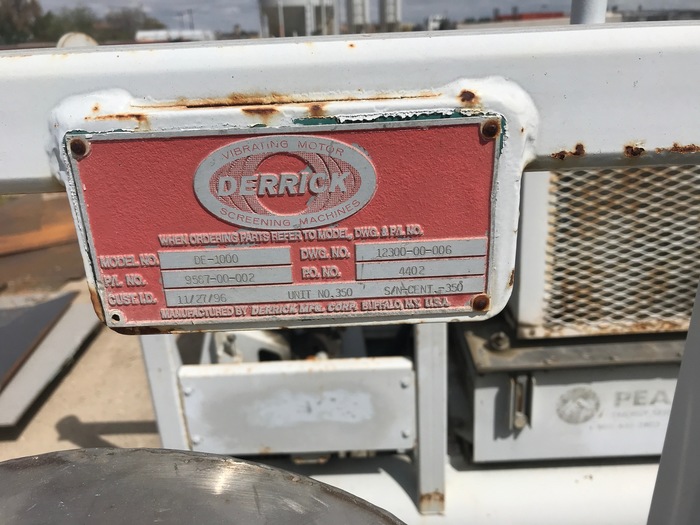 VIBRATING MOTOR
DERRICK
SCREENING MACHINES
WHEN ORDERING PARTS REFER TO MODEL, DWG. & P./L NO.
MODEL NO. DE-1000 DWG. NO. 12300-00-006
P./L. NO. 9567-00-002 P.O. NO. 4402
CUST I.D. 11/27/96 UNIT NO.350 S/N-CENT.-350
MANUFACTURED BY DERRICK MFG. CORP. BUFFALO, N.Y. U.S.A.
PEA